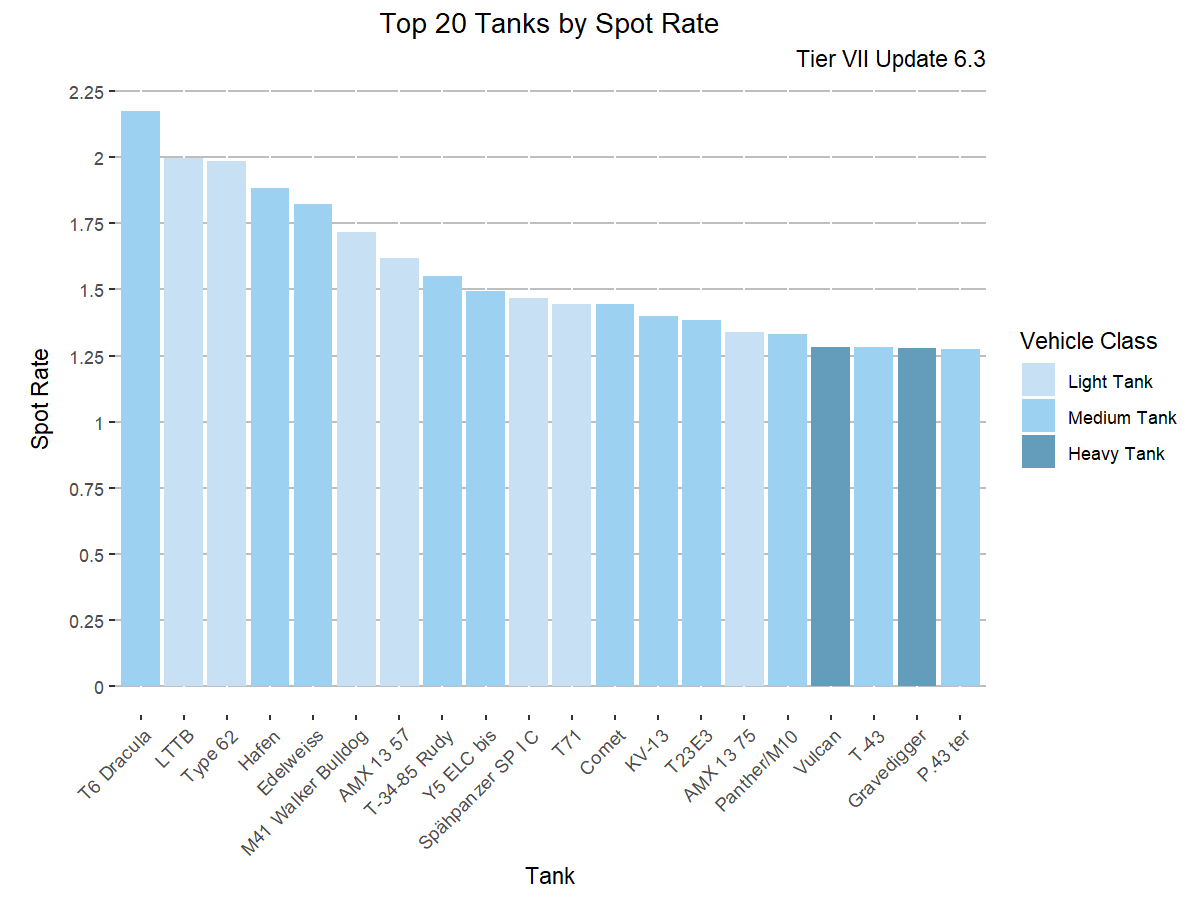 Top 20 Tanks by Spot Rate
Tier VII Update 6.3
2.25
2
1.75
1.5
1.25
1
0.75
0.5
0.25
0
Spot Rate
T6 Dracula
LTTB
Type 62
Hafen
Edelweiss
M41 Walker Bulldog
AMX 13 57
T-34-85 Rudy
Y5 ELC bis
Spähpanzer SP I C
T71
Comet
KV-13
T23E3
AMX 13 75
Panther/M10
Vulcan
T-43
Gravedigger
P.43 ter
Tank
Vehicle Class
Light Tank
Medium Tank
Heavy Tank